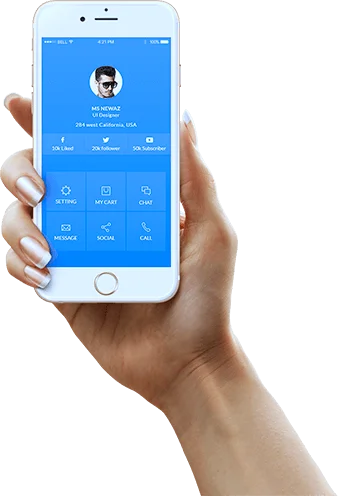 BELL 4:21 PM 100%
MS NEWAZ
UI Designer
284 west California, USA
10k Liked 20k follower 50k Subscriber
SETTING MY CART CHAT
MESSAGE SOCIAL CALL